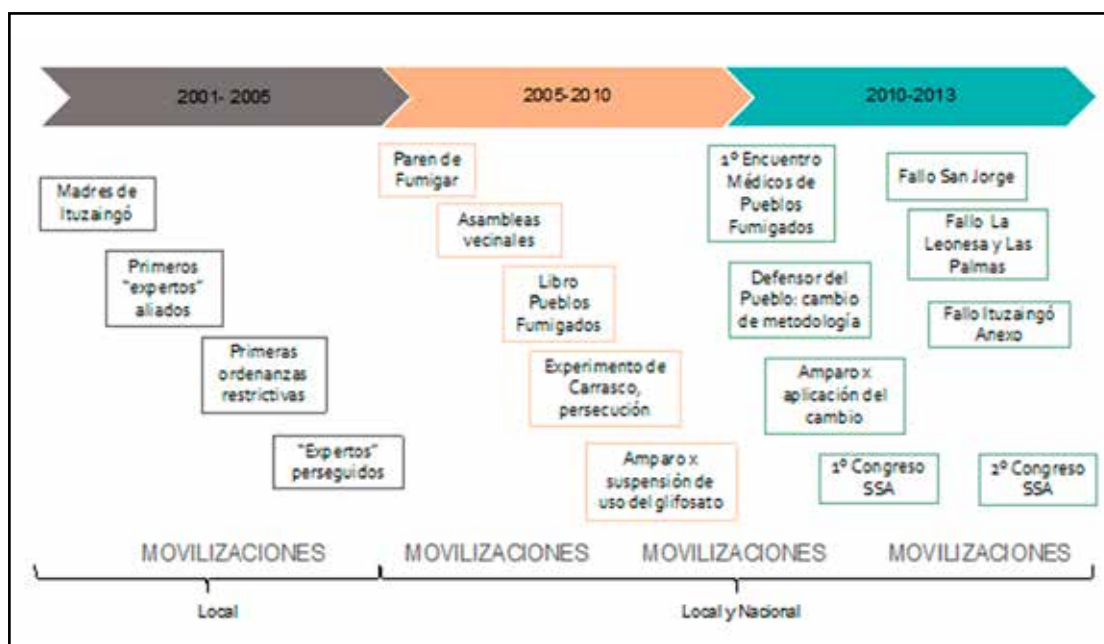 2001- 2005
2005-2010
2010-2013
Madres de
Ituzaingó
Primeros
"expertos"
aliados
Primeras
ordenanzas
restrictivas
"Expertos"
perseguidos
Paren de
Fumigar
Asambleas
vecinales
Libro
Pueblos
Fumigados
Experimento de
Carrasco,
persecución
Amparo x
suspensión de
uso del glifosato
1º Encuentro
Médicos de
Pueblos
Fumigados
Defensor del
Pueblo: cambio
de metodología
Amparo x
aplicación del
cambio
1º Congreso
SSA
Fallo San Jorge
Fallo La
Leonesa y Las
Palmas
Fallo Ituzaingó
Anexo
2º Congreso
SSA
MOVILIZACIONES
MOVILIZACIONES
MOVILIZACIONES
MOVILIZACIONES
Local
Local y Nacional